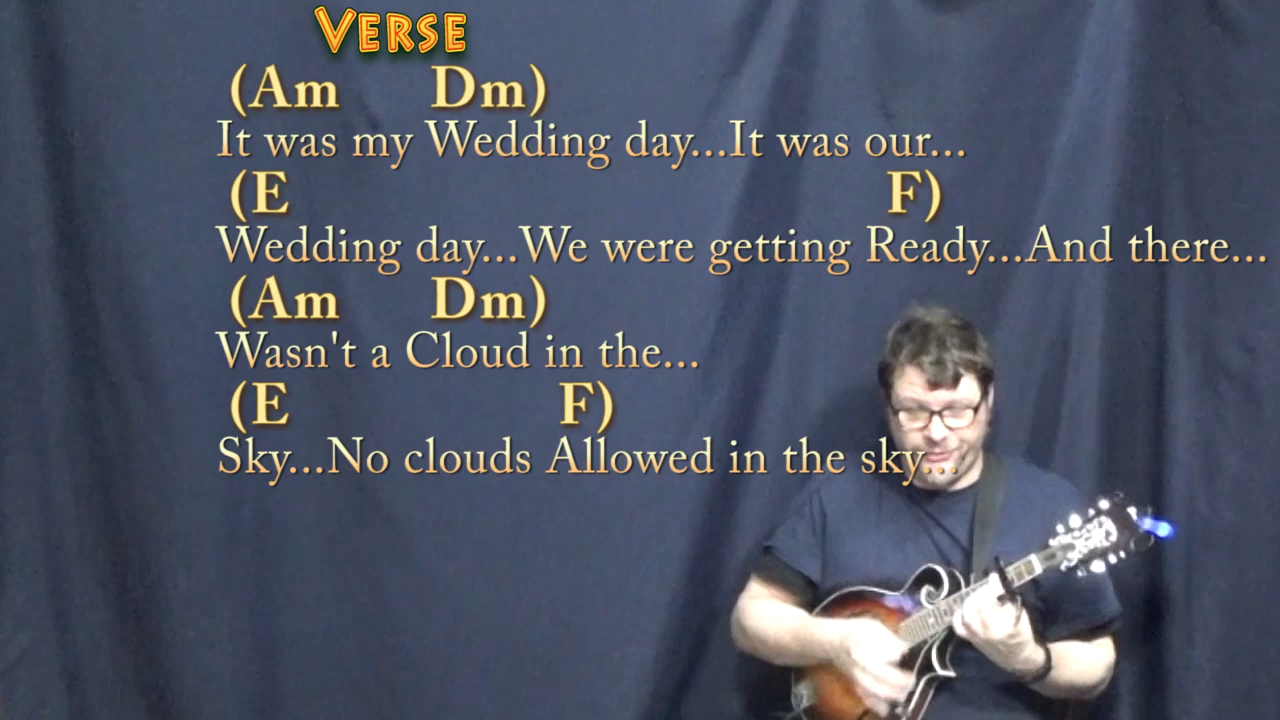 VERSE
(Am Dm)
It was my Wedding day...It was our...
(E F)
Wedding day...We were getting Ready...And there...
(Am Dm)
Wasn't a Cloud in the...
(E F)
Sky...No clouds Allowed in the sky...